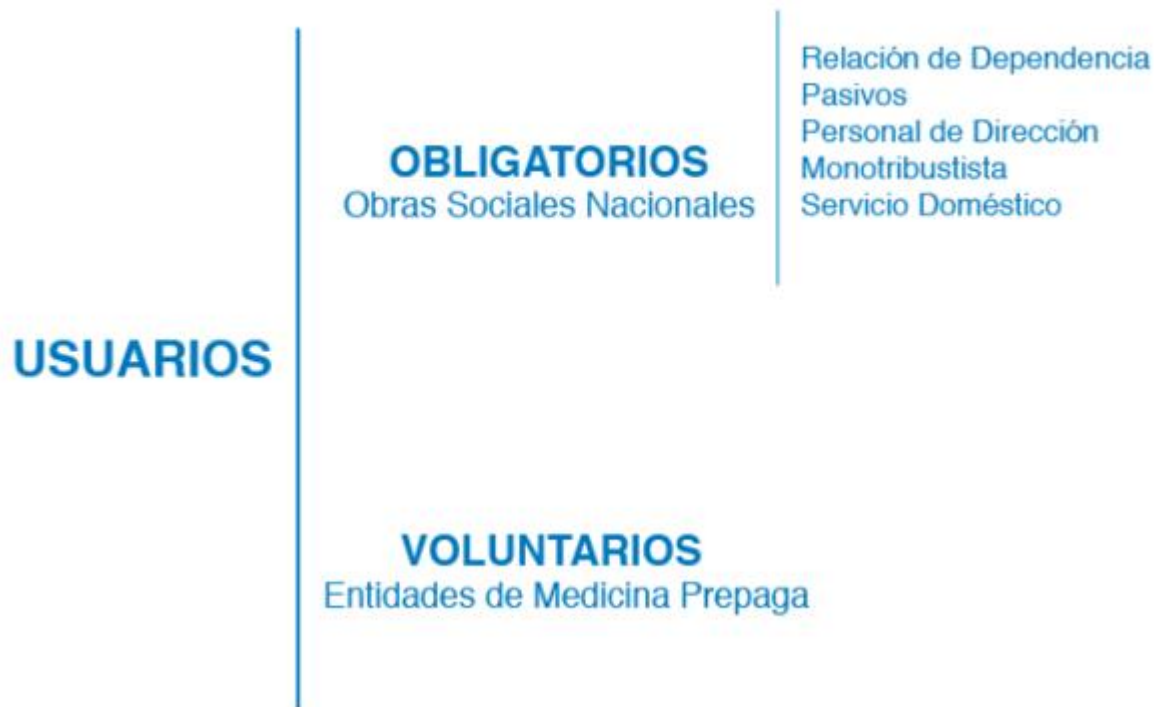 USUARIOS
OBLIGATORIOS
Obras Sociales Nacionales
Relación de Dependencia
Pasivos
Personal de Dirección
Monotribustista
Servicio Doméstico
VOLUNTARIOS
Entidades de Medicina Prepaga